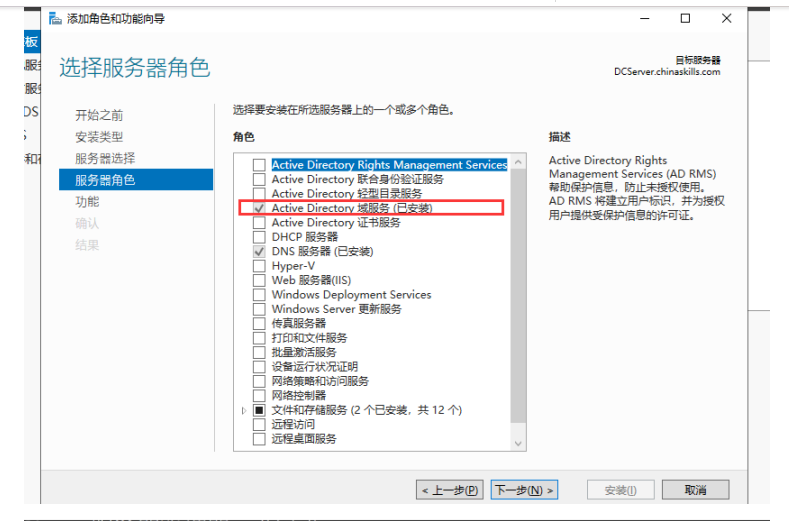 添加角色和功能向导
板
服
服
DS
选择服务器角色
目标服务器
DCServer.chinaskills.com
开始之前
安装类型
服务器选择
服务器角色
功能
确认
结果
选择要安装在所选服务器上的一个或多个角色。
角色
Active Directory Rights Management Services
Active Directory 联合身份验证服务
Active Directory 轻型目录服务
Active Directory 域服务 (已安装)
Active Directory 证书服务
DHCP 服务器
DNS 服务器 (已安装)
Hyper-V
Web 服务器(IIS)
Windows Deployment Services
Windows Server 更新服务
传真服务器
打印和文件服务
批量激活服务
设备运行状况证明
网络策略和访问服务
网络控制器
文件和存储服务 (2 个已安装，共 12 个)
远程访问
远程桌面服务
描述
Active Directory Rights
Management Services (AD RMS)
帮助保护信息，防止未授权使用。
AD RMS 将建立用户标识，并为授权
用户提供受保护信息的许可证。
< 上一步(P)
下一步(N) >
安装(I)
取消